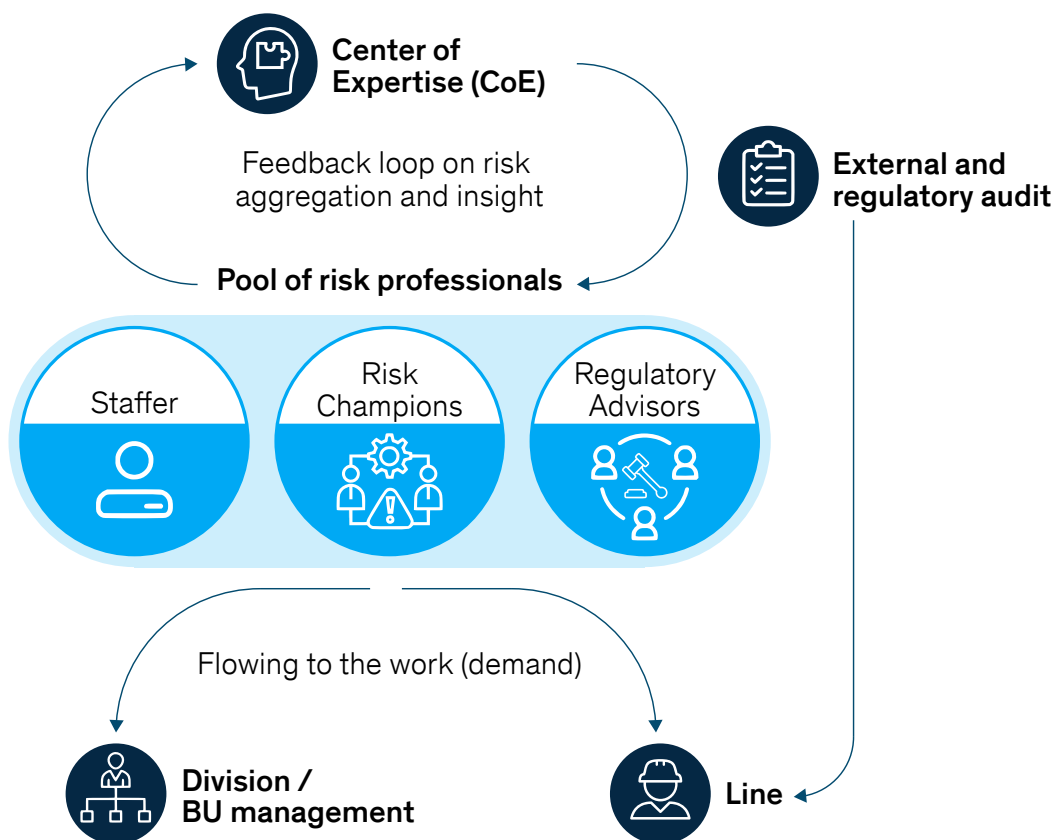 Center of
Expertise (CoE)
Feedback loop on risk
aggregation and insight
External and
regulatory audit
Pool of risk professionals
Staffer
Risk
Champions
Regulatory
Advisors
Flowing to the work (demand)
Division /
BU management
Line